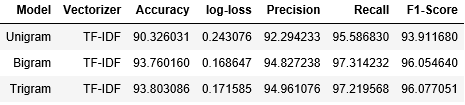 Model Vectorizer Accuracy log-loss Precision Recall F1-Score
Unigram TF-IDF 90.326031 0.243076 92.294233 95.586830 93.911680
Bigram TF-IDF 93.760160 0.168647 94.827238 97.314232 96.054640
Trigram TF-IDF 93.803086 0.171585 94.961076 97.219568 96.077051